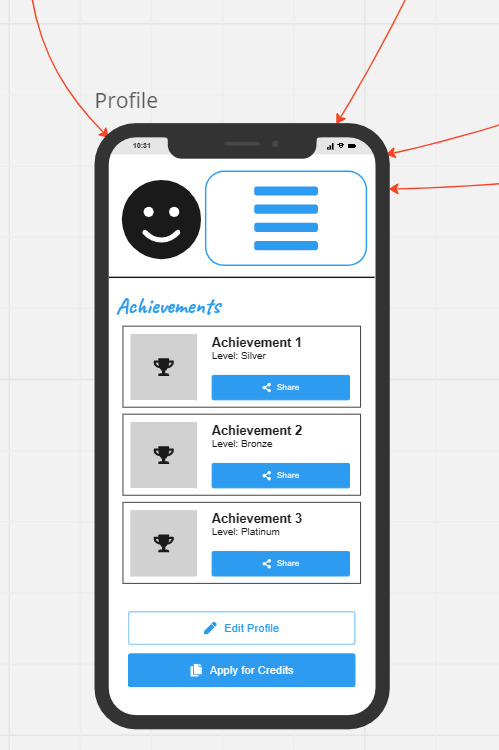 Profile
10:31
Achievements
Achievement 1
Level: Silver
Share
Achievement 2
Level: Bronze
Share
Achievement 3
Level: Platinum
Share
Edit Profile
Apply for Credits